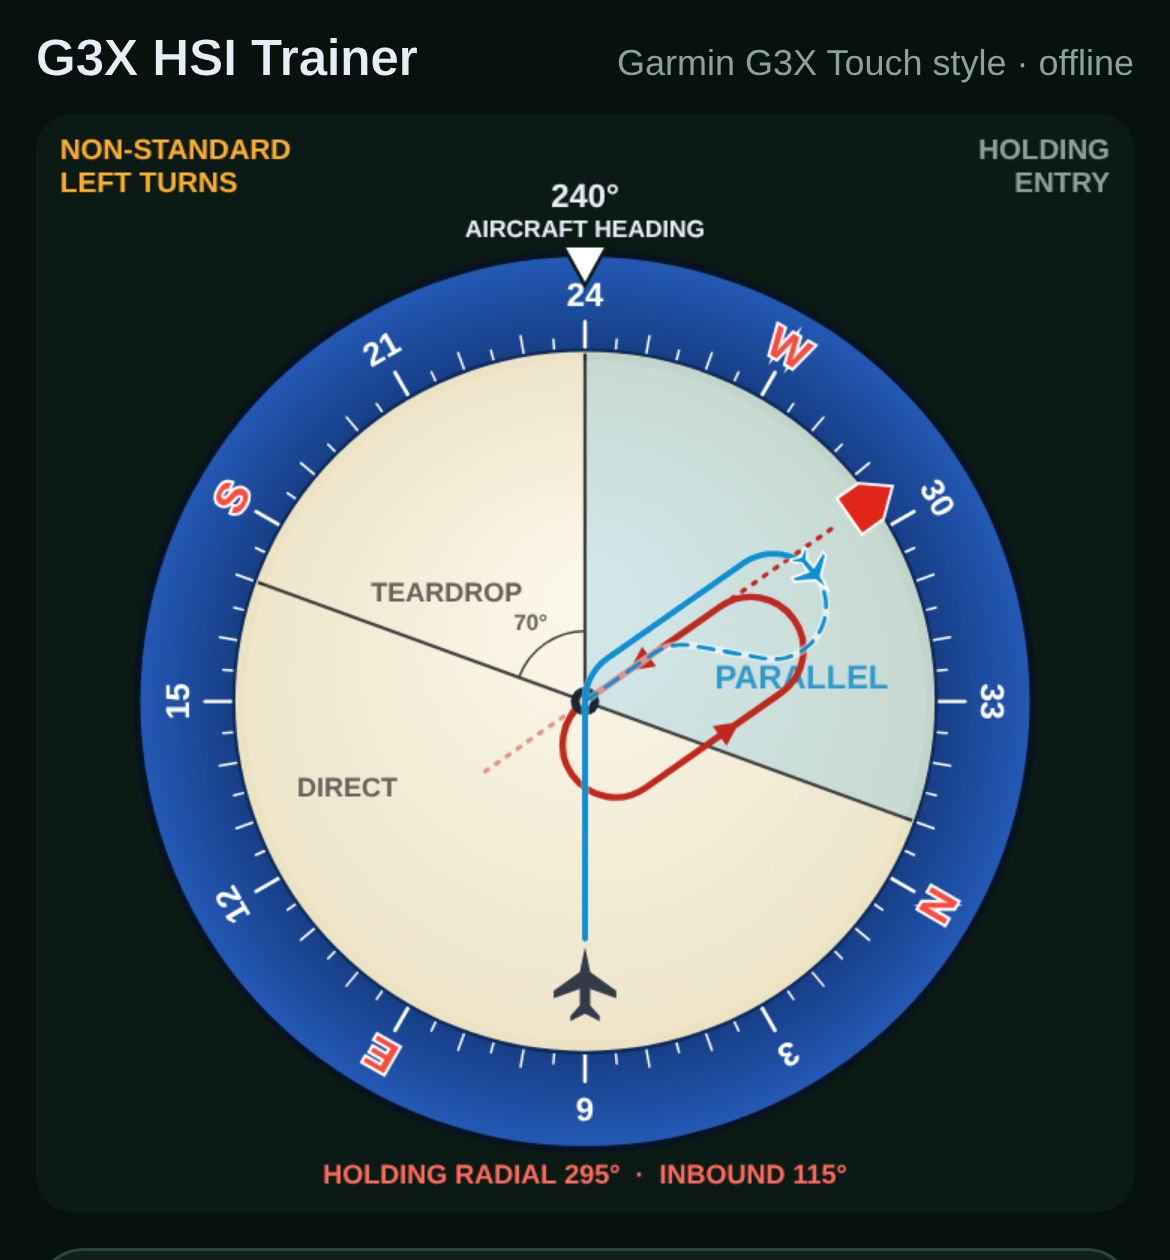 G3X HSI Trainer
Garmin G3X Touch style · offline
NON-STANDARD
LEFT TURNS
HOLDING
ENTRY
240°
AIRCRAFT HEADING
24
21
W
S
30
TEARDROP
70°
PARALLEL
15
33
DIRECT
12
N
E
3
9
HOLDING RADIAL 295° · INBOUND 115°